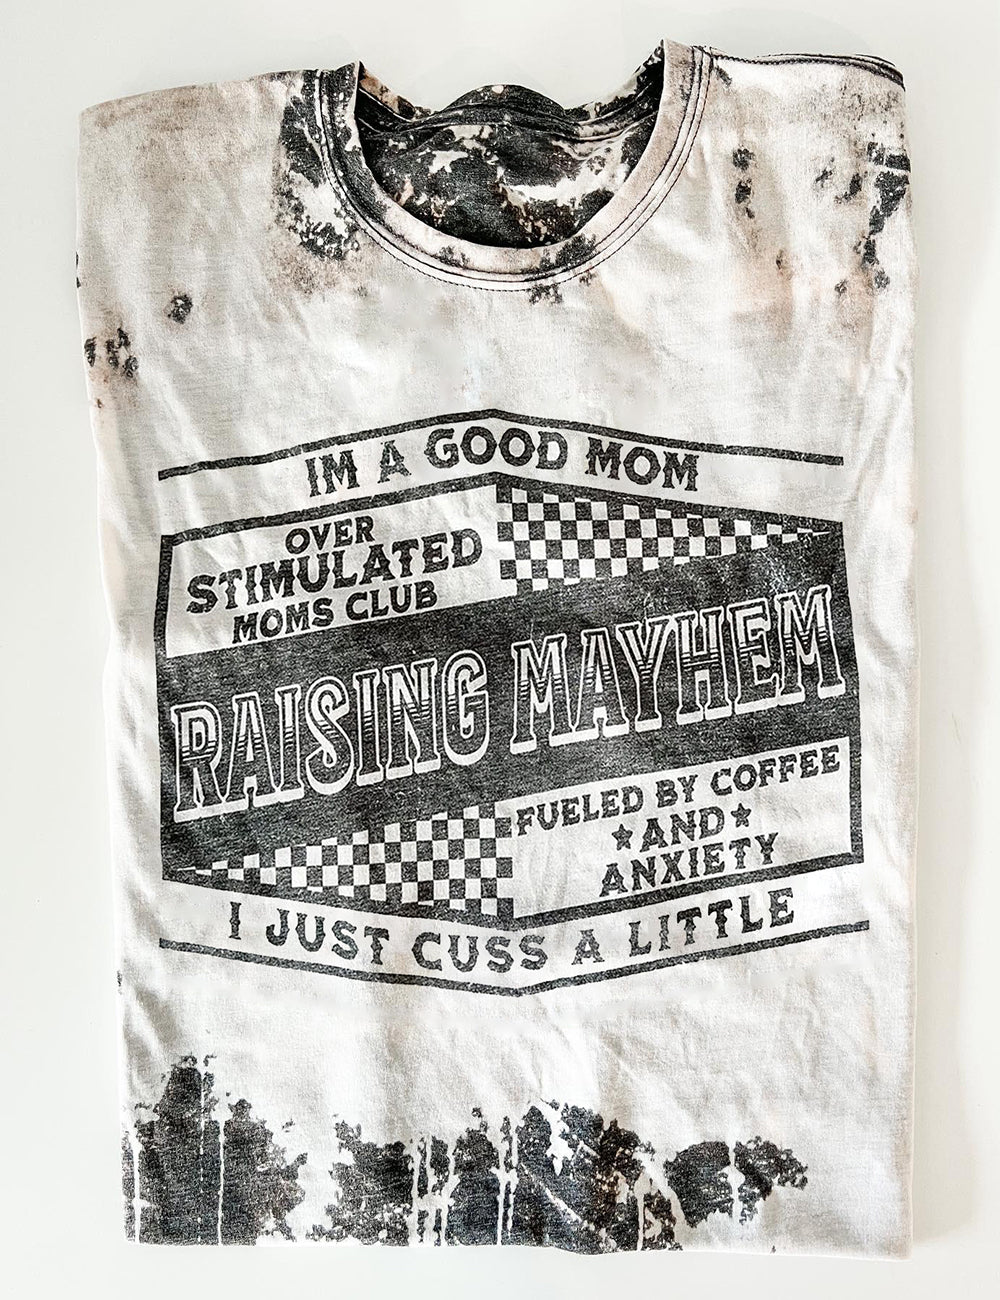 IM A GOOD MOM
OVER
STIMULATED
MOMS CLUB
RAISING MAYHEM
FUELED BY COFFEE
★AND★
ANXIETY
I JUST CUSS A LITTLE